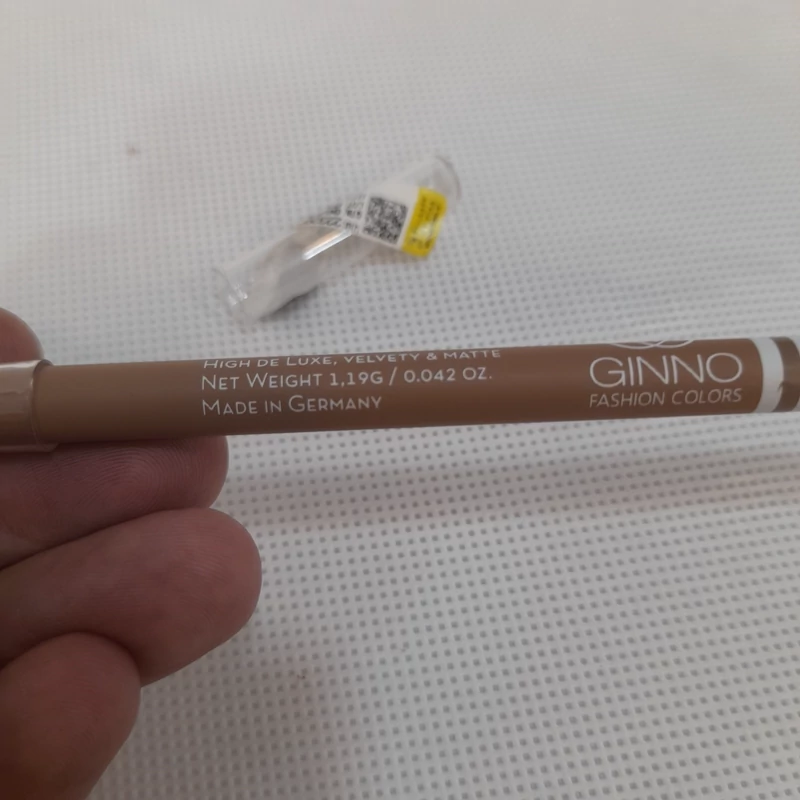 HIGH DE LUXE, VELVETY & MATTE
NET WEIGHT 1,19G / 0.042 OZ.
MADE IN GERMANY
GINNO
FASHION COLORS